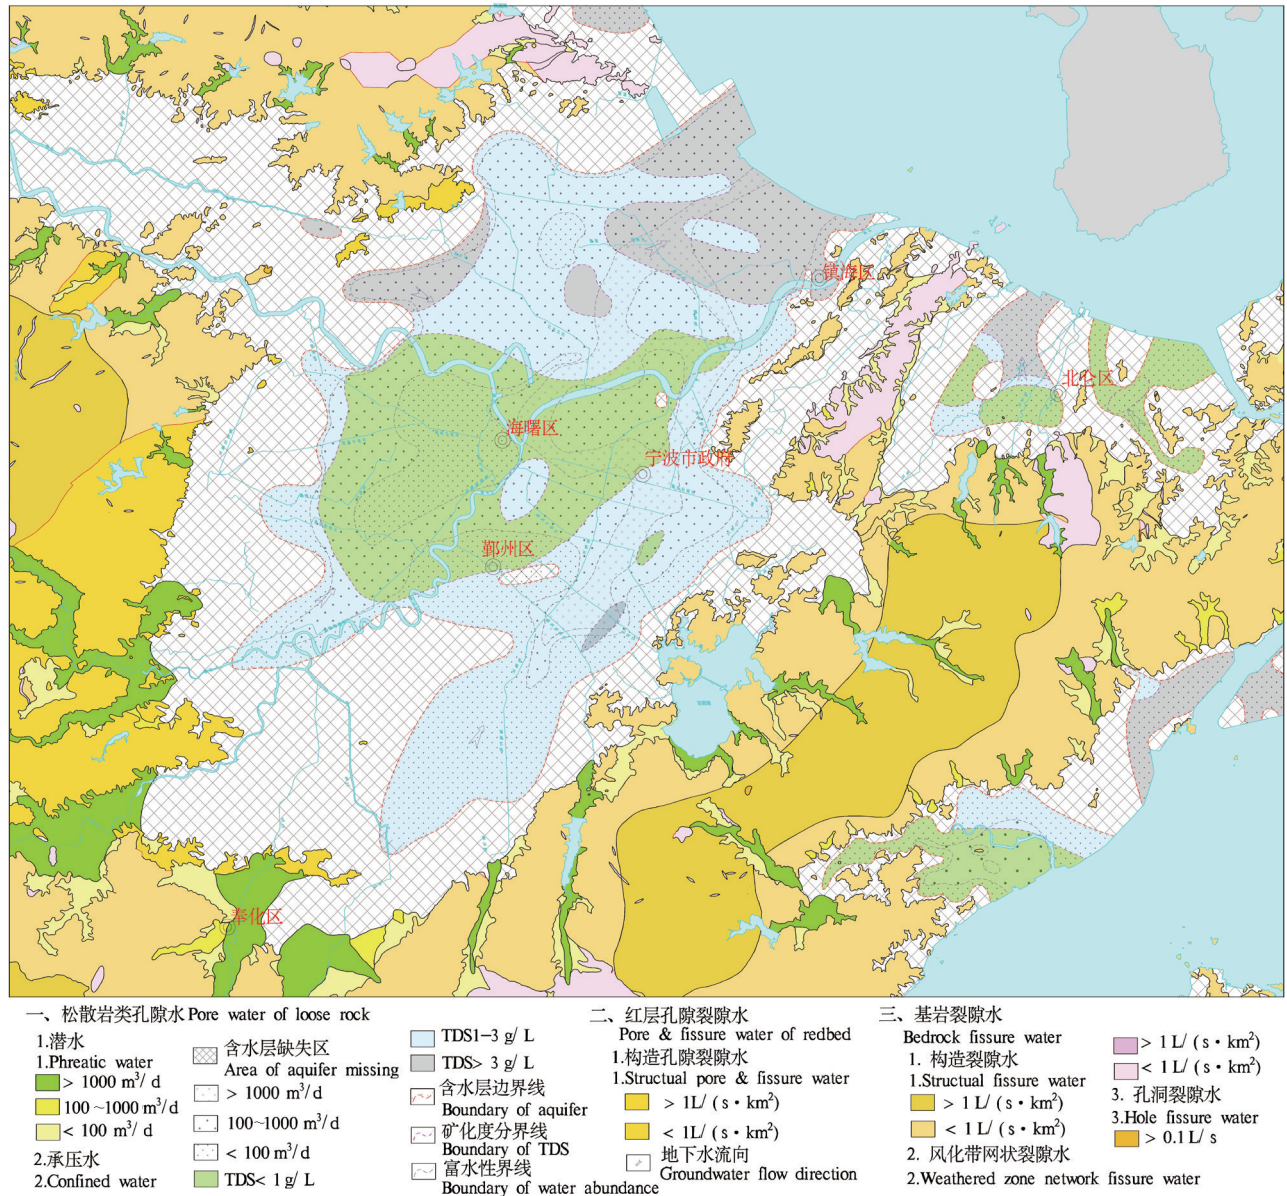 镇海区
北仑区
海曙区
宁波市政府
鄞州区
奉化区
一、松散岩类孔隙水 Pore water of loose rock
1.潜水
1.Phreatic water
> 1000 m³/ d
100~1000 m³/ d
< 100 m³/ d
2.承压水
2.Confined water
含水层缺失区
Area of aquifer missing
> 1000 m³/ d
100~1000 m³/ d
< 100 m³/ d
TDS< 1 g/ L
TDS1-3 g/ L
TDS> 3 g/ L
含水层边界线
Boundary of aquifer
矿化度分界线
Boundary of TDS
富水性界线
Boundary of water abundance
二、红层孔隙裂隙水
Pore & fissure water of redbed
1.构造孔隙裂隙水
1.Structual pore & fissure water
> 1L/ (s·km²)
< 1L/ (s·km²)
地下水流向
Groundwater flow direction
三、基岩裂隙水
Bedrock fissure water
1. 构造裂隙水
1.Structual fissure water
> 1 L/ (s·km²)
< 1 L/ (s·km²)
2. 风化带网状裂隙水
2.Weathered zone network fissure water
> 1 L/ (s·km²)
< 1 L/ (s·km²)
3. 孔洞裂隙水
3.Hole fissure water
> 0.1 L/ s